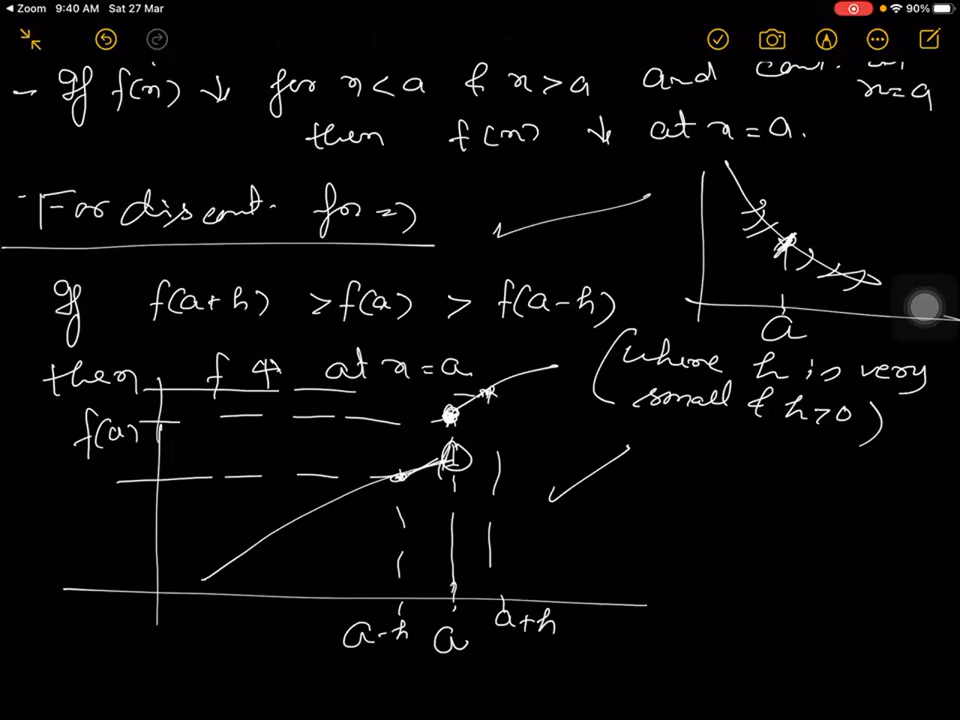 Zoom 9:40 AM Sat 27 Mar 90%
- If f(x) ↓ for x < a & x > a and cont. x=a
then f(x) ↓ at x = a.
For discont. fn ⇒
If f(a+h) > f(a) > f(a-h)
a
then f ↑ at x = a. (where h is very
small & h>0)
f(a)
a-h a a+h